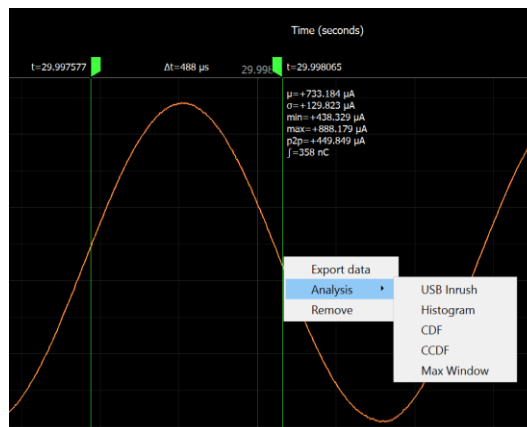 Time (seconds)
t=29.997577 Δt=488 µs 29.998 t=29.998065
µ=+733.184 µA
σ=+129.823 µA
min=+438.329 µA
max=+888.179 µA
p2p=+449.849 µA
∫=358 nC
Export data
Analysis
Remove
USB Inrush
Histogram
CDF
CCDF
Max Window